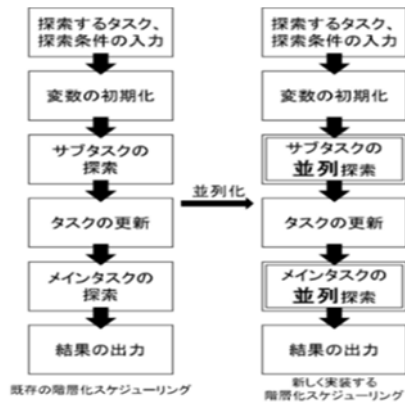 探索するタスク、
探索条件の入力
変数の初期化
サブタスクの
探索
タスクの更新
メインタスクの
探索
結果の出力
既存の階層化スケジューリング
並列化
探索するタスク、
探索条件の入力
変数の初期化
サブタスクの
並列探索
タスクの更新
メインタスクの
並列探索
結果の出力
新しく実装する
階層化スケジューリング